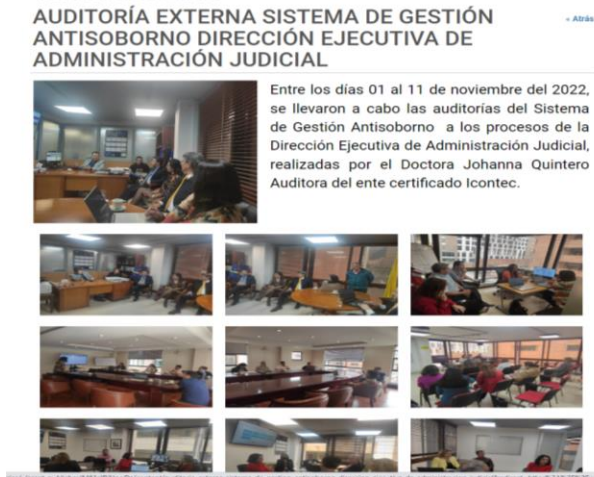 AUDITORÍA EXTERNA SISTEMA DE GESTIÓN
ANTISOBORNO DIRECCIÓN EJECUTIVA DE
ADMINISTRACIÓN JUDICIAL
« Atrás
Entre los días 01 al 11 de noviembre del 2022,
se llevaron a cabo las auditorías del Sistema
de Gestión Antisoborno a los procesos de la
Dirección Ejecutiva de Administración Judicial,
realizadas por el Doctora Johanna Quintero
Auditora del ente certificado Icontec.